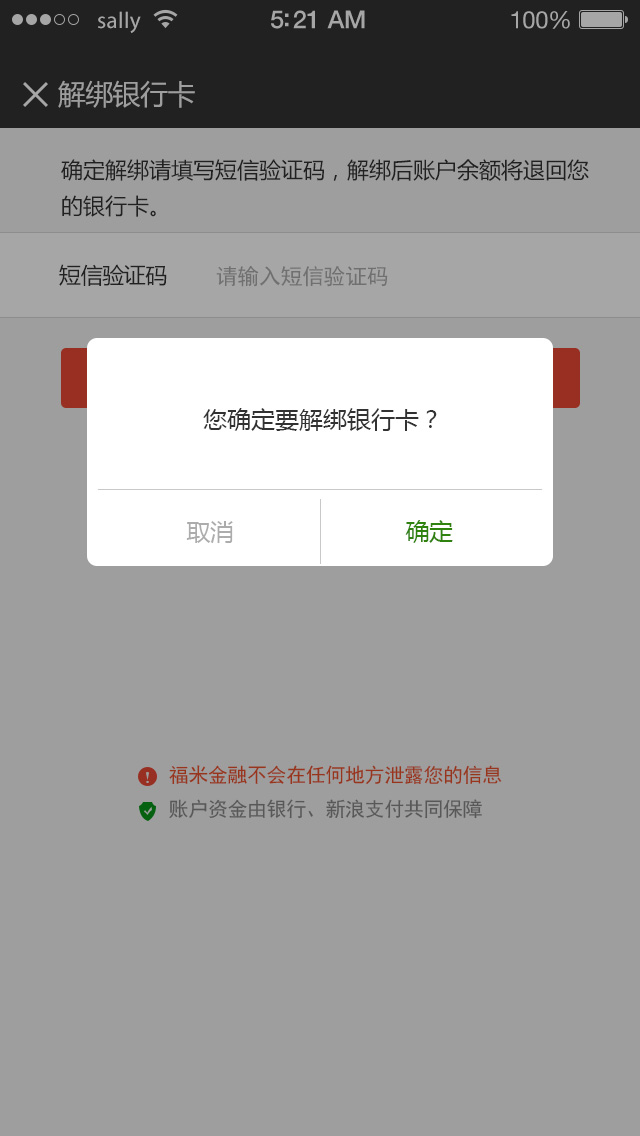 sally 5:21 AM 100%
解绑银行卡
确定解绑请填写短信验证码，解绑后账户余额将退回您
的银行卡。
短信验证码 请输入短信验证码
您确定要解绑银行卡？
取消 确定
福米金融不会在任何地方泄露您的信息
账户资金由银行、新浪支付共同保障